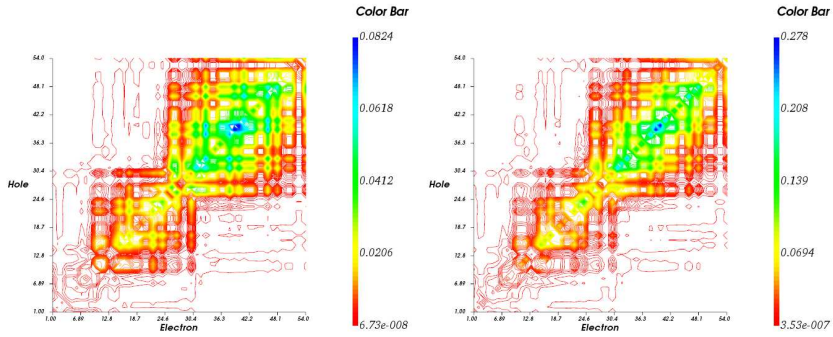 Color Bar
0.0824
0.0618
0.0412
0.0206
6.73e-008
54.0
48.1
42.2
36.3
30.4
24.6
18.7
12.8
6.89
1.00
Hole
1.00 6.89 12.8 18.7 24.6 30.4 36.3 42.2 48.1 54.0
Electron
Color Bar
0.278
0.208
0.139
0.0694
3.53e-007
54.0
48.1
42.2
36.3
30.4
24.6
18.7
12.8
6.89
1.00
Hole
1.00 6.89 12.8 18.7 24.6 30.4 36.3 42.2 48.1 54.0
Electron